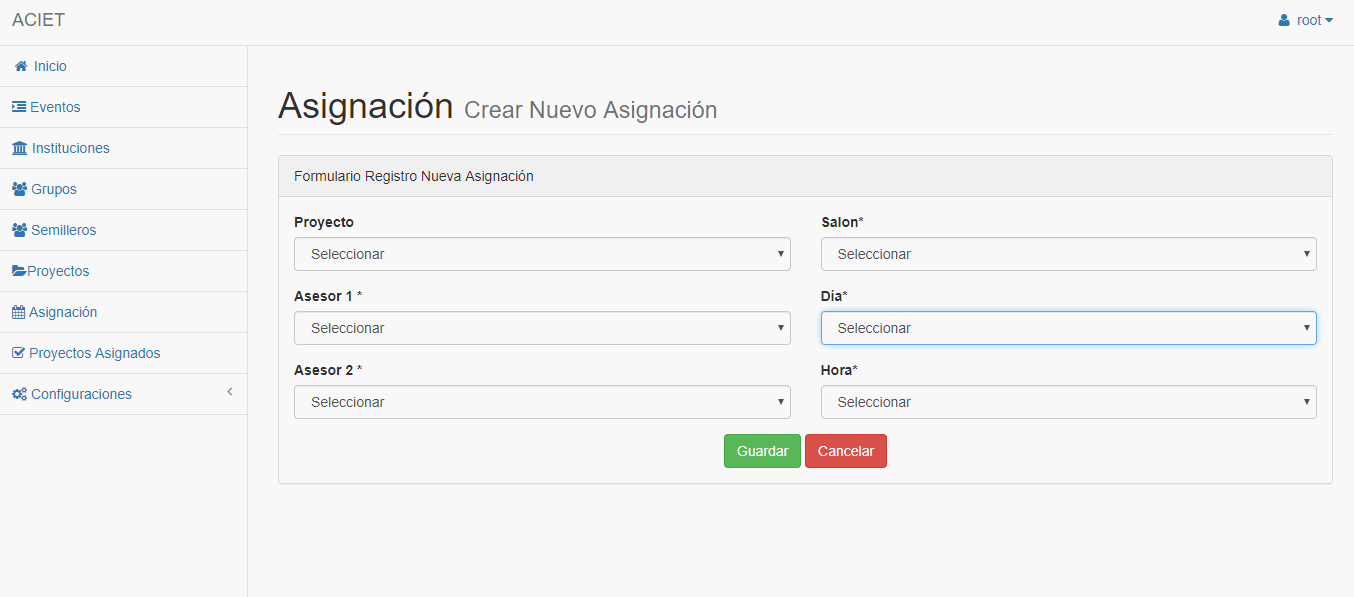 ACIET
root
Inicio
Eventos
Instituciones
Grupos
Semilleros
Proyectos
Asignación
Proyectos Asignados
Configuraciones
Asignación Crear Nuevo Asignación
Formulario Registro Nueva Asignación
Proyecto
Seleccionar
Salon*
Seleccionar
Asesor 1 *
Seleccionar
Día*
Seleccionar
Asesor 2 *
Seleccionar
Hora*
Seleccionar
Guardar
Cancelar